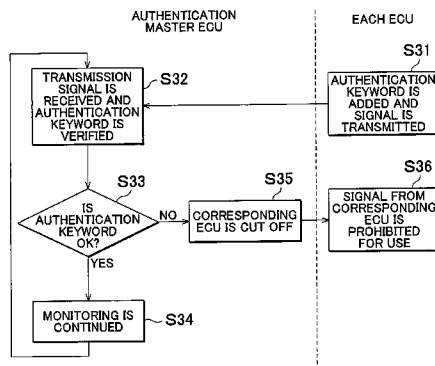 AUTHENTICATION
MASTER ECU
EACH ECU
S32
TRANSMISSION
SIGNAL IS
RECEIVED AND
AUTHENTICATION
KEYWORD IS
VERIFIED
S31
AUTHENTICATION
KEYWORD IS
ADDED AND
SIGNAL IS
TRANSMITTED
S33
IS
AUTHENTICATION
KEYWORD
OK?
NO
YES
S35
CORRESPONDING
ECU IS CUT OFF
S36
SIGNAL FROM
CORRESPONDING
ECU IS
PROHIBITED
FOR USE
MONITORING IS
CONTINUED
S34